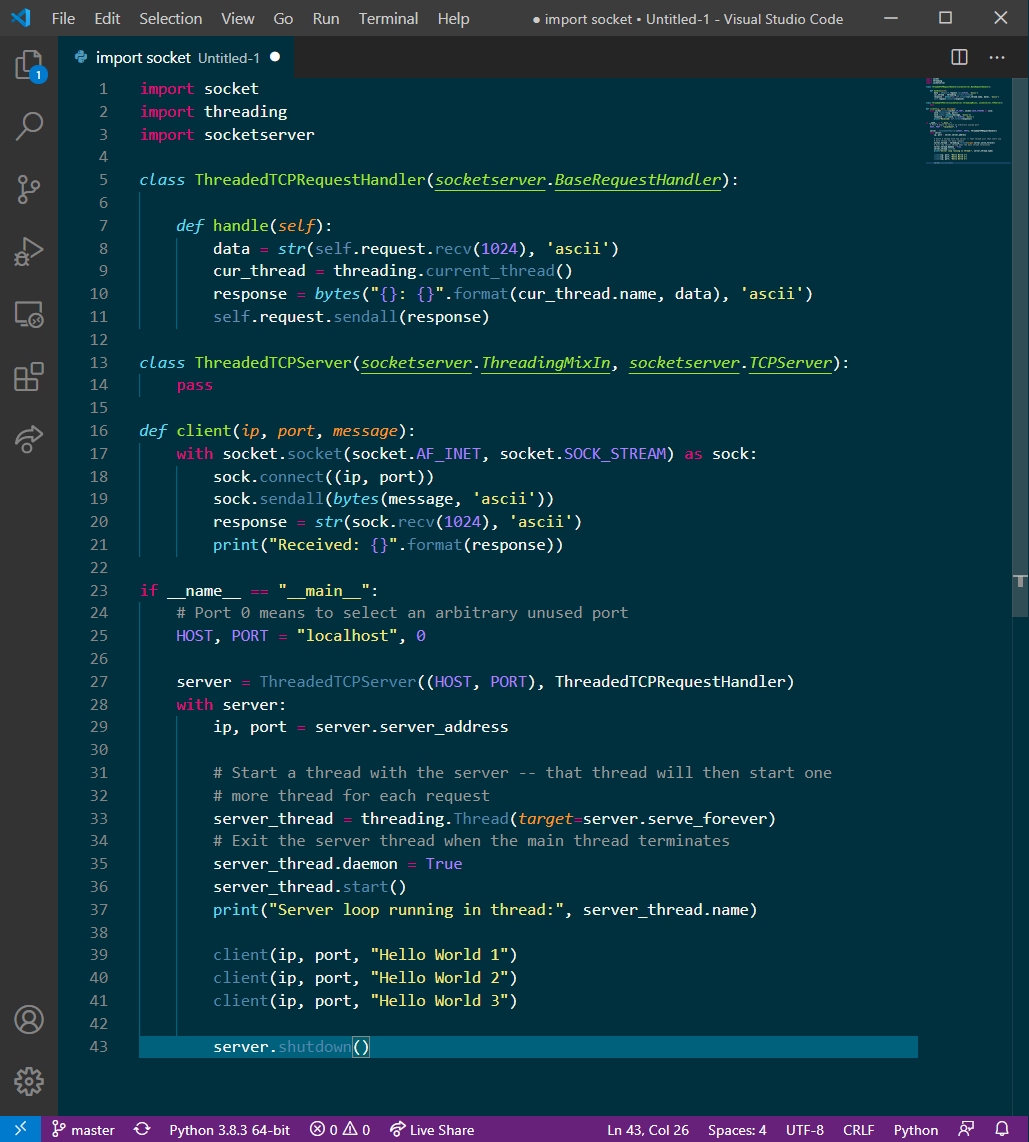 File Edit Selection View Go Run Terminal Help ● import socket • Untitled-1 - Visual Studio Code
import socket Untitled-1 ●
1
1 import socket
2 import threading
3 import socketserver
4
5 class ThreadedTCPRequestHandler(socketserver.BaseRequestHandler):
6
7     def handle(self):
8         data = str(self.request.recv(1024), 'ascii')
9         cur_thread = threading.current_thread()
10         response = bytes("{}: {}".format(cur_thread.name, data), 'ascii')
11         self.request.sendall(response)
12
13 class ThreadedTCPServer(socketserver.ThreadingMixIn, socketserver.TCPServer):
14     pass
15
16 def client(ip, port, message):
17     with socket.socket(socket.AF_INET, socket.SOCK_STREAM) as sock:
18         sock.connect((ip, port))
19         sock.sendall(bytes(message, 'ascii'))
20         response = str(sock.recv(1024), 'ascii')
21         print("Received: {}".format(response))
22
23 if __name__ == "__main__":
24     # Port 0 means to select an arbitrary unused port
25     HOST, PORT = "localhost", 0
26
27     server = ThreadedTCPServer((HOST, PORT), ThreadedTCPRequestHandler)
28     with server:
29         ip, port = server.server_address
30
31         # Start a thread with the server -- that thread will then start one
32         # more thread for each request
33         server_thread = threading.Thread(target=server.serve_forever)
34         # Exit the server thread when the main thread terminates
35         server_thread.daemon = True
36         server_thread.start()
37         print("Server loop running in thread:", server_thread.name)
38
39         client(ip, port, "Hello World 1")
40         client(ip, port, "Hello World 2")
41         client(ip, port, "Hello World 3")
42
43         server.shutdown()
master Python 3.8.3 64-bit 0 0 Live Share Ln 43, Col 26 Spaces: 4 UTF-8 CRLF Python